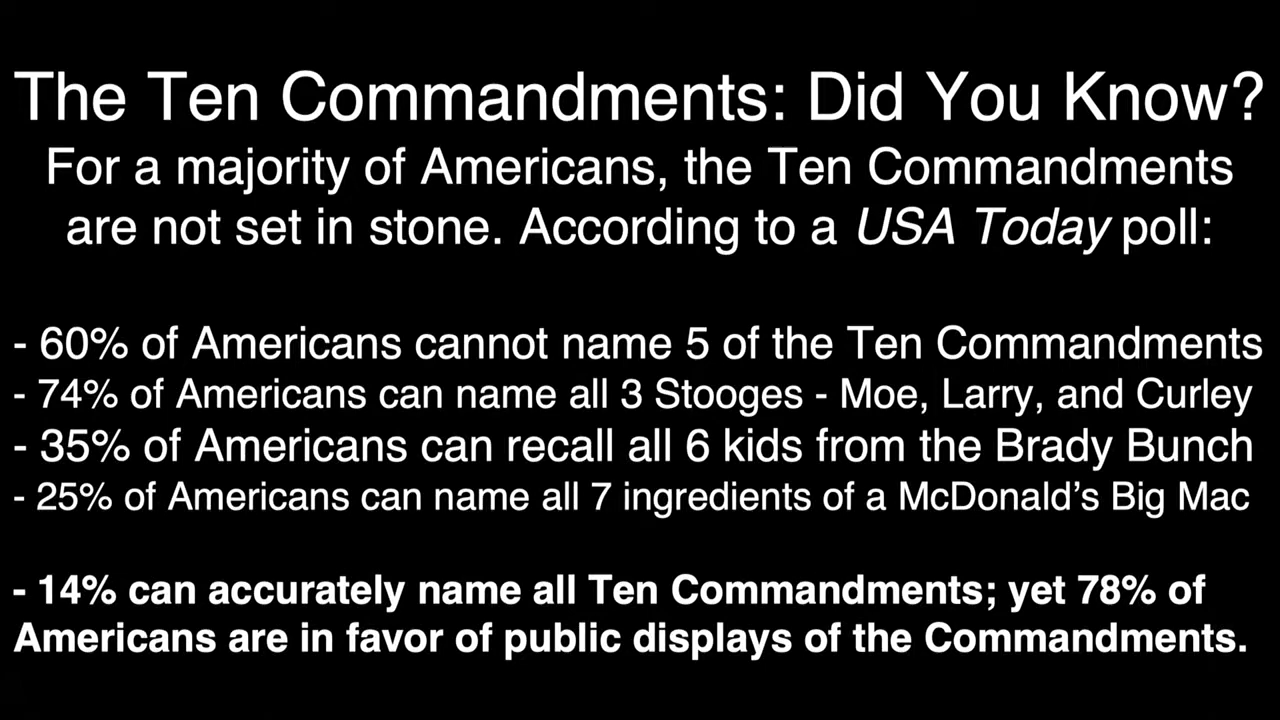 The Ten Commandments: Did You Know?
For a majority of Americans, the Ten Commandments
are not set in stone. According to a USA Today poll:
- 60% of Americans cannot name 5 of the Ten Commandments
- 74% of Americans can name all 3 Stooges - Moe, Larry, and Curley
- 35% of Americans can recall all 6 kids from the Brady Bunch
- 25% of Americans can name all 7 ingredients of a McDonald’s Big Mac
- 14% can accurately name all Ten Commandments; yet 78% of
Americans are in favor of public displays of the Commandments.